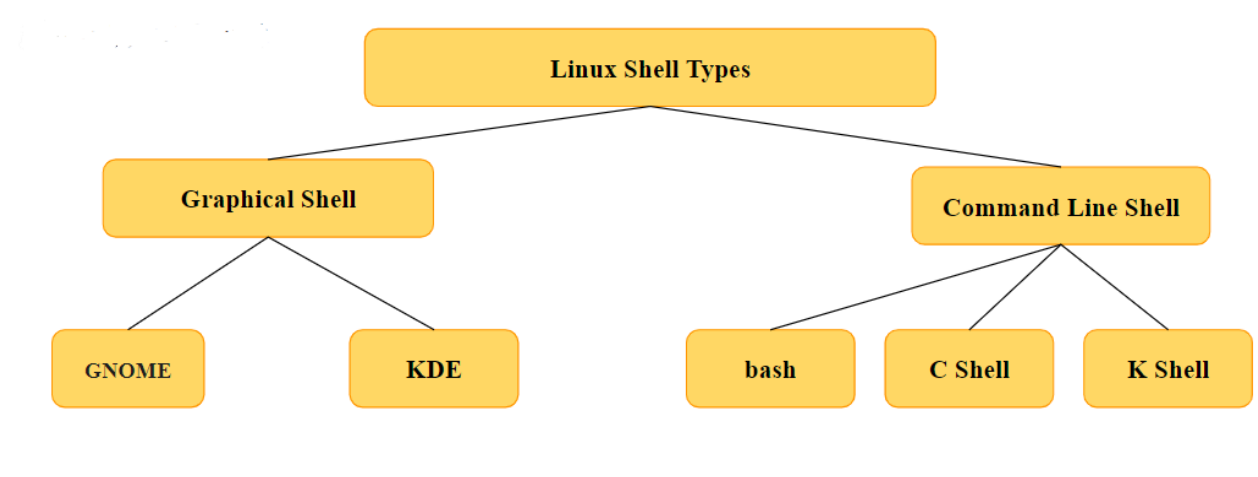 Linux Shell Types
Graphical Shell
Command Line Shell
GNOME
KDE
bash
C Shell
K Shell